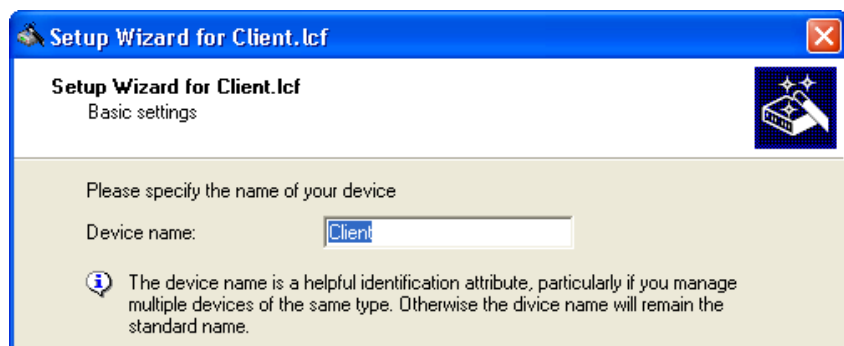 Setup Wizard for Client.lcf
Setup Wizard for Client.lcf
Basic settings
Please specify the name of your device
Device name:
Client
The device name is a helpful identification attribute, particularly if you manage
multiple devices of the same type. Otherwise the divice name will remain the
standard name.